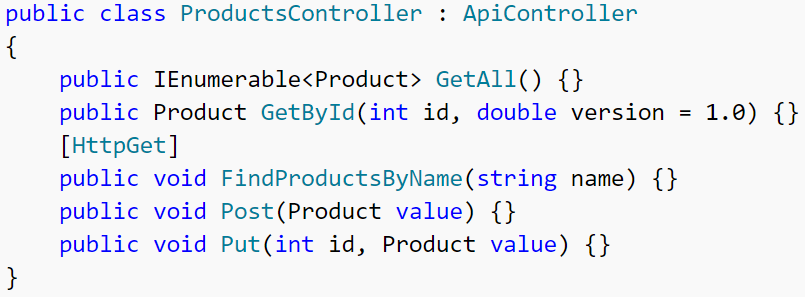 public class ProductsController : ApiController
{
    public IEnumerable<Product> GetAll() {}
    public Product GetById(int id, double version = 1.0) {}
    [HttpGet]
    public void FindProductsByName(string name) {}
    public void Post(Product value) {}
    public void Put(int id, Product value) {}
}